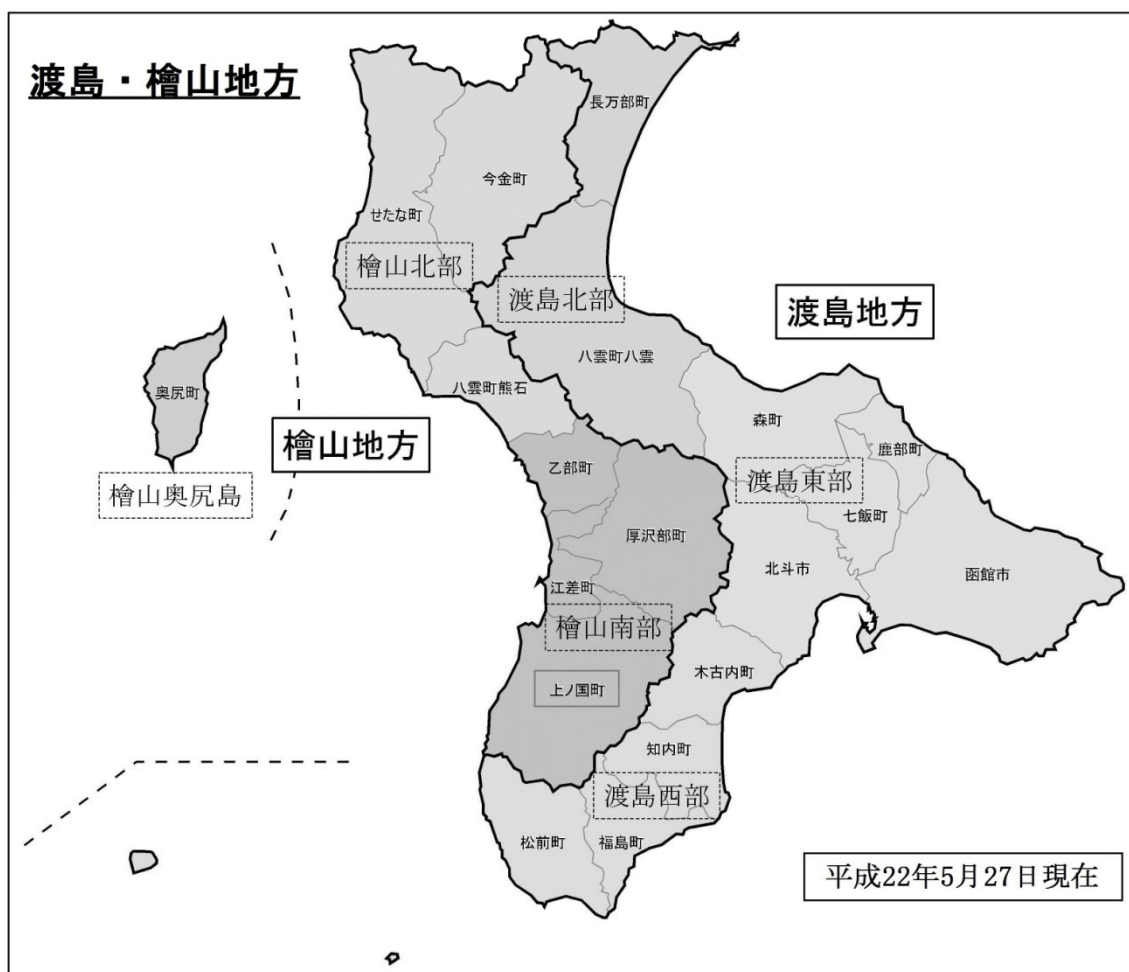 渡島・檜山地方
長万部町
今金町
せたな町
檜山北部
渡島北部
渡島地方
八雲町八雲
八雲町熊石
奥尻町
檜山地方
森町
鹿部町
乙部町
渡島東部
檜山奥尻島
七飯町
厚沢部町
北斗市
函館市
江差町
檜山南部
木古内町
上ノ国町
知内町
渡島西部
松前町
福島町
平成22年5月27日現在